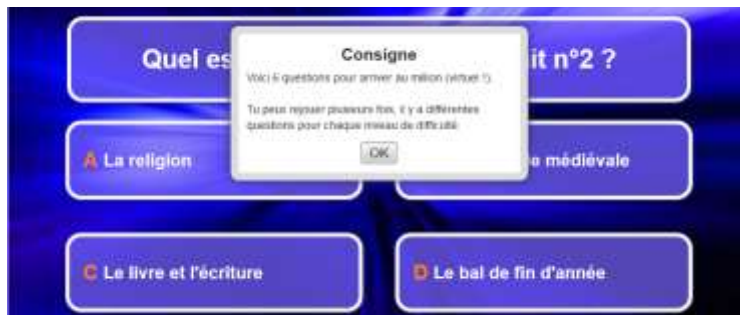 Quel es
it n°2 ?
Consigne
Voici 6 questions pour arriver au million (virtuel !).
Tu peux rejouer plusieurs fois, il y a différentes
questions pour chaque niveau de difficulté
OK
A La religion
e médiévale
C Le livre et l'écriture
D Le bal de fin d'année